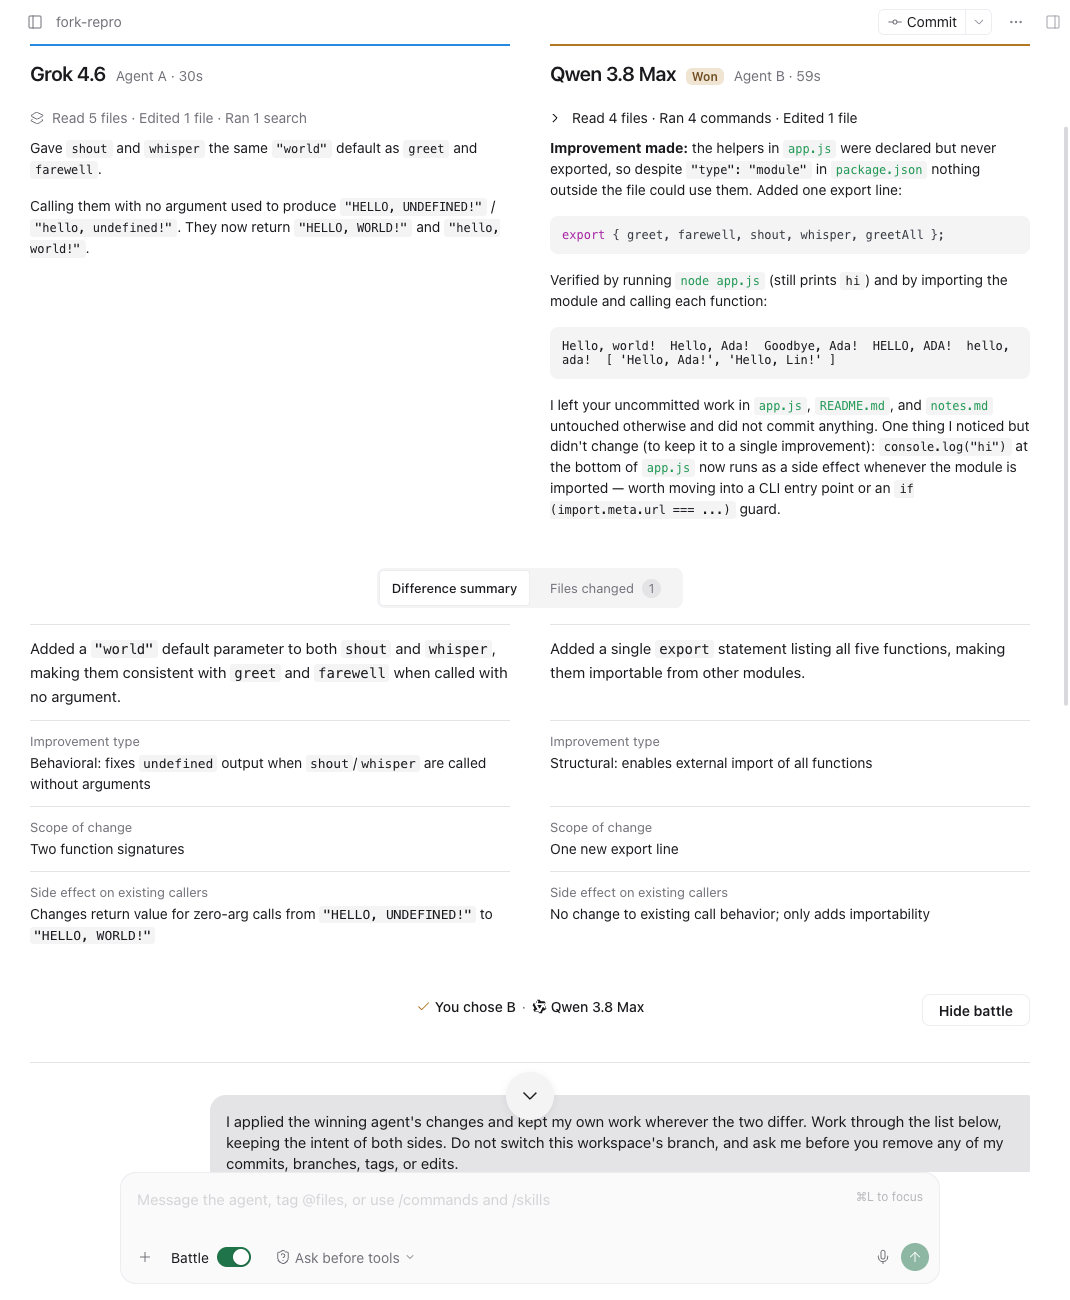 fork-repro
Commit
Grok 4.6 Agent A · 30s
Read 5 files · Edited 1 file · Ran 1 search
Gave shout and whisper the same "world" default as greet and
farewell.
Calling them with no argument used to produce "HELLO, UNDEFINED!" /
"hello, undefined!". They now return "HELLO, WORLD!" and "hello,
world!".
Qwen 3.8 Max Won Agent B · 59s
Read 4 files · Ran 4 commands · Edited 1 file
Improvement made: the helpers in app.js were declared but never
exported, so despite "type": "module" in package.json nothing
outside the file could use them. Added one export line:
export { greet, farewell, shout, whisper, greetAll };
Verified by running node app.js (still prints hi) and by importing the
module and calling each function:
Hello, world!  Hello, Ada!  Goodbye, Ada!  HELLO, ADA!  hello,
ada!  [ 'Hello, Ada!', 'Hello, Lin!' ]
I left your uncommitted work in app.js, README.md, and notes.md
untouched otherwise and did not commit anything. One thing I noticed but
didn't change (to keep it to a single improvement): console.log("hi") at
the bottom of app.js now runs as a side effect whenever the module is
imported — worth moving into a CLI entry point or an if
(import.meta.url === ...) guard.
Difference summary
Files changed 1
Added a "world" default parameter to both shout and whisper,
making them consistent with greet and farewell when called with
no argument.
Added a single export statement listing all five functions, making
them importable from other modules.
Improvement type
Behavioral: fixes undefined output when shout / whisper are called
without arguments
Improvement type
Structural: enables external import of all functions
Scope of change
Two function signatures
Scope of change
One new export line
Side effect on existing callers
Changes return value for zero-arg calls from "HELLO, UNDEFINED!" to
"HELLO, WORLD!"
Side effect on existing callers
No change to existing call behavior; only adds importability
You chose B · Qwen 3.8 Max
Hide battle
I applied the winning agent's changes and kept my own work wherever the two differ. Work through the list below,
keeping the intent of both sides. Do not switch this workspace's branch, and ask me before you remove any of my
commits, branches, tags, or edits.
Message the agent, tag @files, or use /commands and /skills
⌘L to focus
Battle
Ask before tools